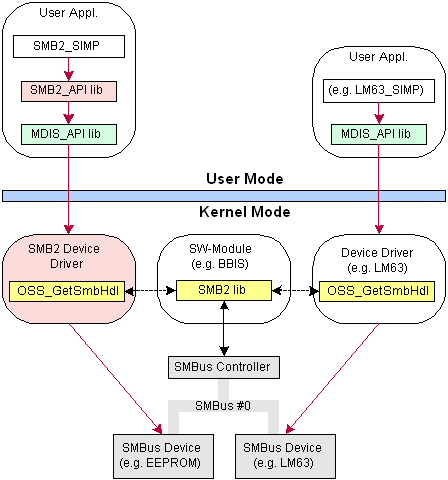 User Appl.
SMB2_SIMP
SMB2_API lib
MDIS_API lib
User Appl.
(e.g. LM63_SIMP)
MDIS_API lib
User Mode
Kernel Mode
SMB2 Device
Driver
OSS_GetSmbHdl
SW-Module
(e.g. BBIS)
SMB2 lib
Device Driver
(e.g. LM63)
OSS_GetSmbHdl
SMBus Controller
SMBus #0
SMBus Device
(e.g. EEPROM)
SMBus Device
(e.g. LM63)